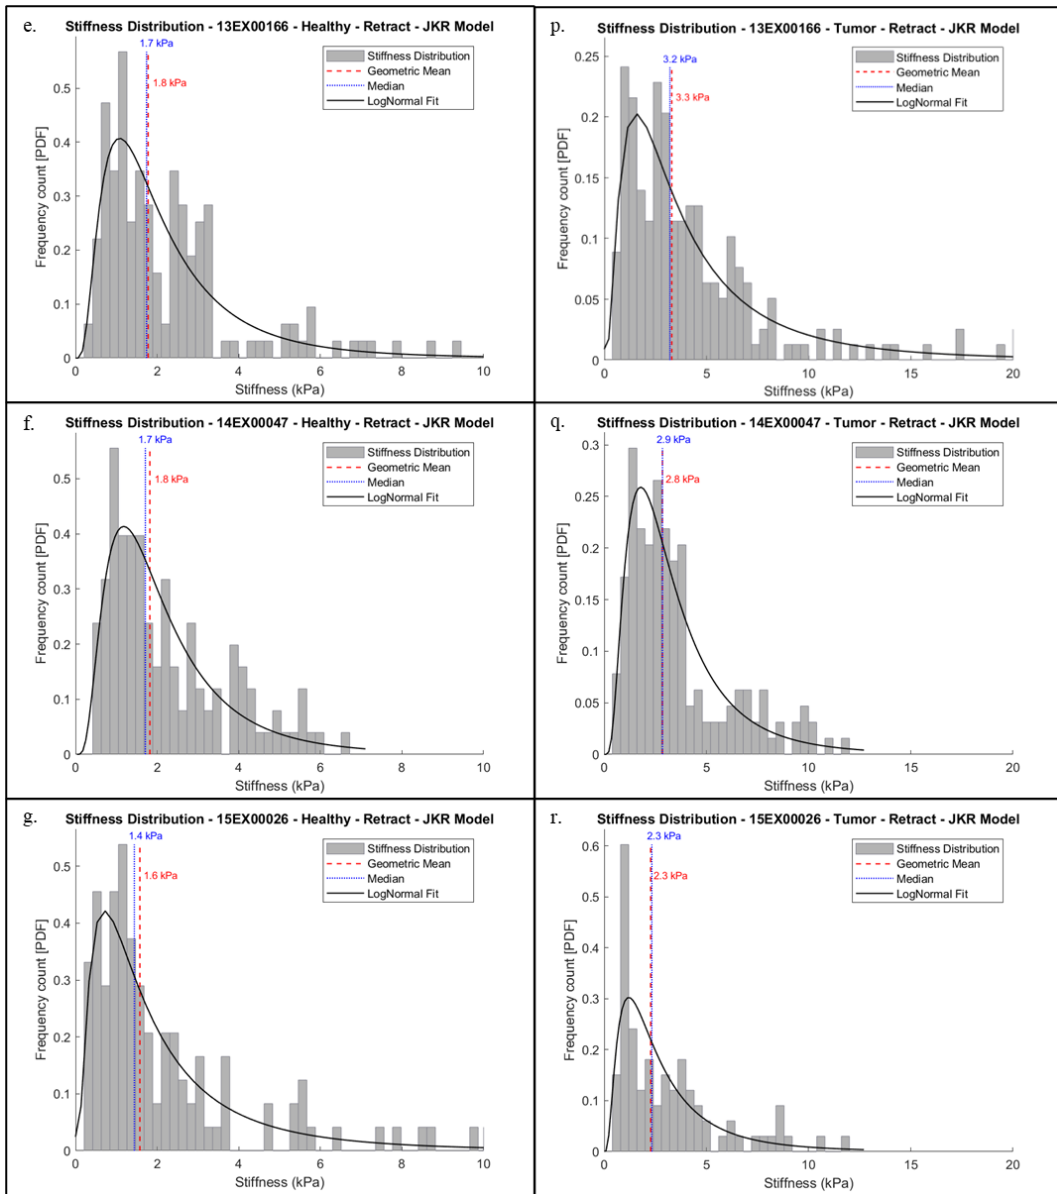 e.
Stiffness Distribution - 13EX00166 - Healthy - Retract - JKR Model
1.7 kPa
1.8 kPa
Stiffness Distribution
Geometric Mean
Median
LogNormal Fit
Frequency count [PDF]
0.5
0.4
0.3
0.2
0.1
0
0 2 4 6 8 10
Stiffness (kPa)
p.
Stiffness Distribution - 13EX00166 - Tumor - Retract - JKR Model
3.2 kPa
3.3 kPa
Stiffness Distribution
Geometric Mean
Median
LogNormal Fit
Frequency count [PDF]
0.25
0.2
0.15
0.1
0.05
0
0 5 10 15 20
Stiffness (kPa)
f.
Stiffness Distribution - 14EX00047 - Healthy - Retract - JKR Model
1.7 kPa
1.8 kPa
Stiffness Distribution
Geometric Mean
Median
LogNormal Fit
Frequency count [PDF]
0.5
0.4
0.3
0.2
0.1
0
0 2 4 6 8 10
Stiffness (kPa)
q.
Stiffness Distribution - 14EX00047 - Tumor - Retract - JKR Model
2.9 kPa
2.8 kPa
Stiffness Distribution
Geometric Mean
Median
LogNormal Fit
Frequency count [PDF]
0.3
0.25
0.2
0.15
0.1
0.05
0
0 5 10 15 20
Stiffness (kPa)
g.
Stiffness Distribution - 15EX00026 - Healthy - Retract - JKR Model
1.4 kPa
1.6 kPa
Stiffness Distribution
Geometric Mean
Median
LogNormal Fit
Frequency count [PDF]
0.5
0.4
0.3
0.2
0.1
0
0 2 4 6 8 10
Stiffness (kPa)
r.
Stiffness Distribution - 15EX00026 - Tumor - Retract - JKR Model
2.3 kPa
2.3 kPa
Stiffness Distribution
Geometric Mean
Median
LogNormal Fit
Frequency count [PDF]
0.6
0.5
0.4
0.3
0.2
0.1
0
0 5 10 15 20
Stiffness (kPa)